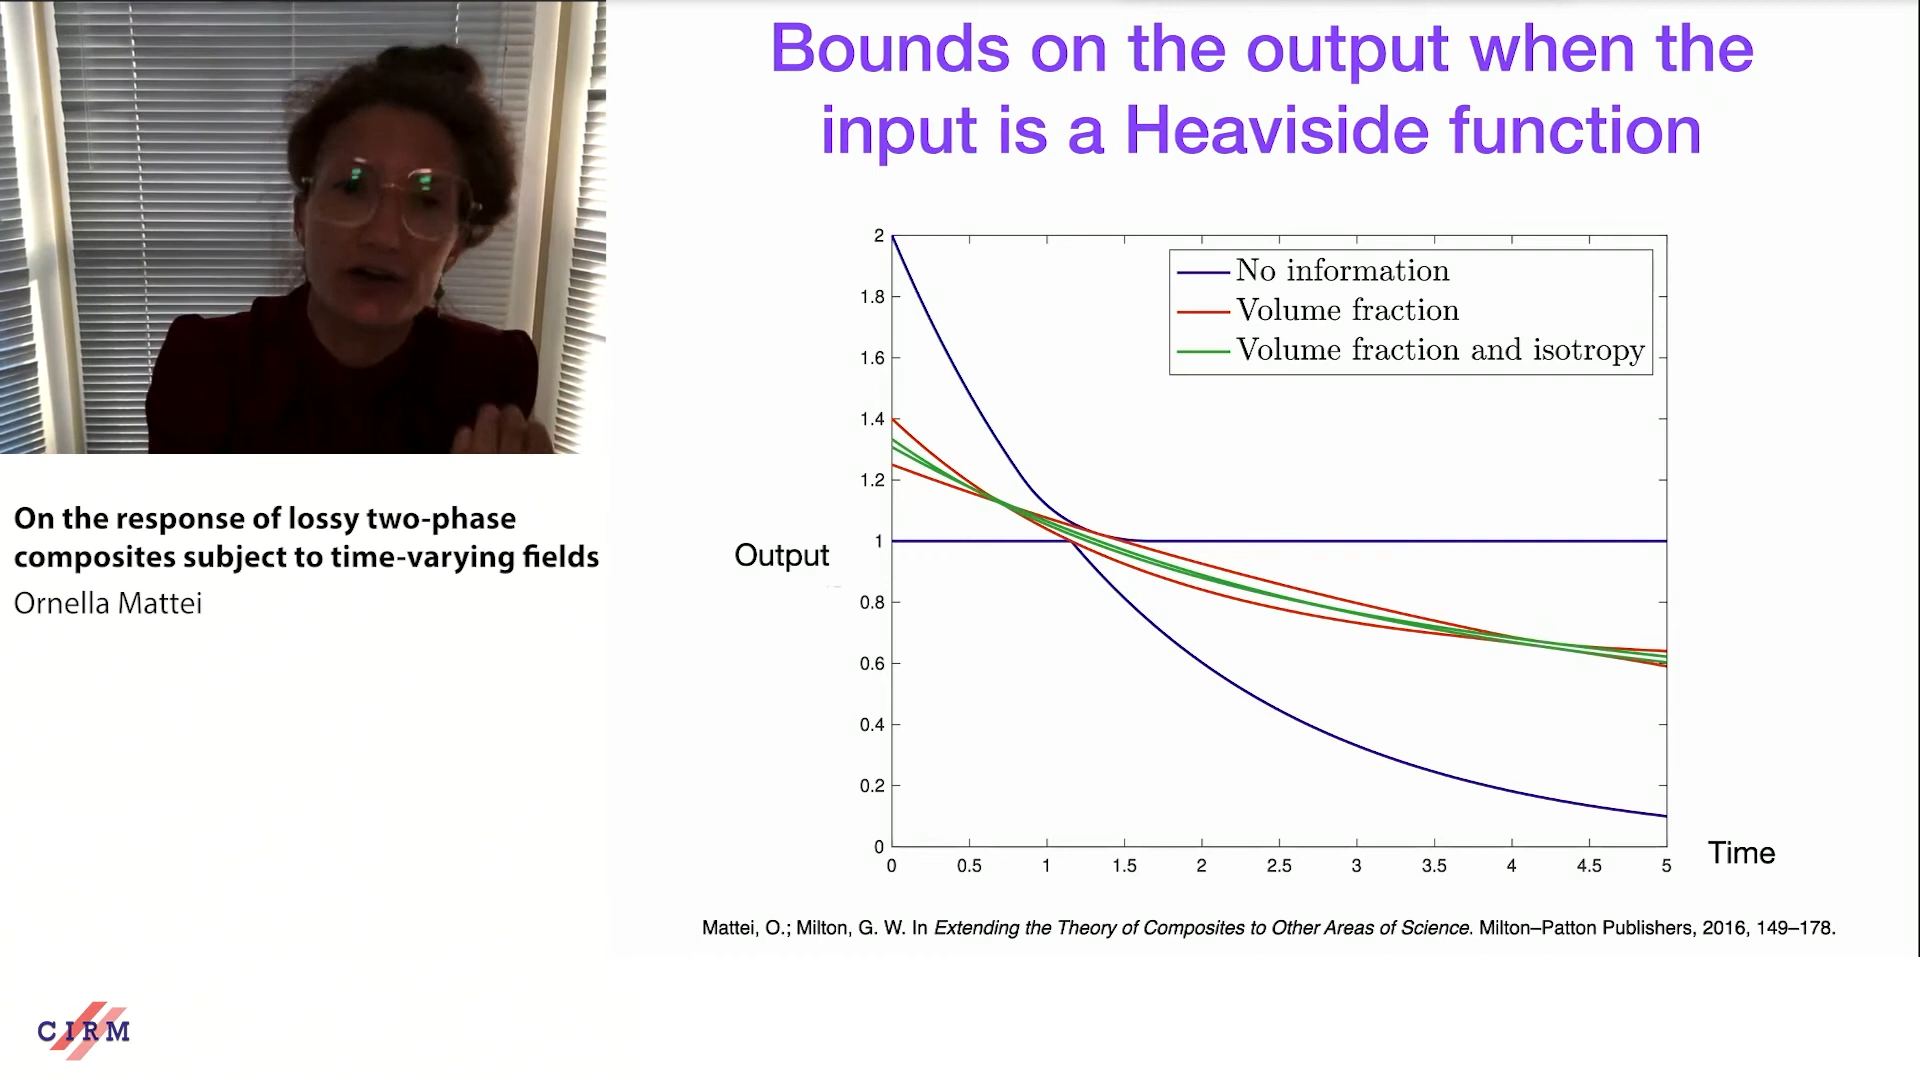 Bounds on the output when the
input is a Heaviside function
2
1.8
1.6
1.4
1.2
1
0.8
0.6
0.4
0.2
0
No information
Volume fraction
Volume fraction and isotropy
Output
0 0.5 1 1.5 2 2.5 3 3.5 4 4.5 5
Time
Mattei, O.; Milton, G. W. In Extending the Theory of Composites to Other Areas of Science. Milton–Patton Publishers, 2016, 149–178.
On the response of lossy two-phase
composites subject to time-varying fields
Ornella Mattei
CIRM